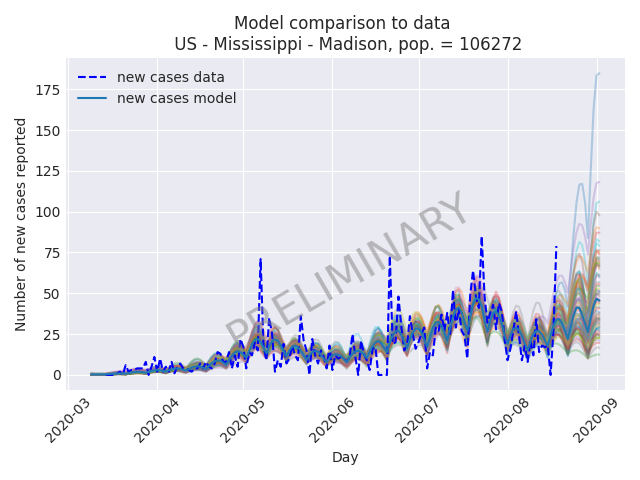 Model comparison to data
US - Mississippi - Madison, pop. = 106272
new cases data
new cases model
PRELIMINARY
Number of new cases reported
175
150
125
100
75
50
25
0
2020-03
2020-04
2020-05
2020-06
2020-07
2020-08
2020-09
Day